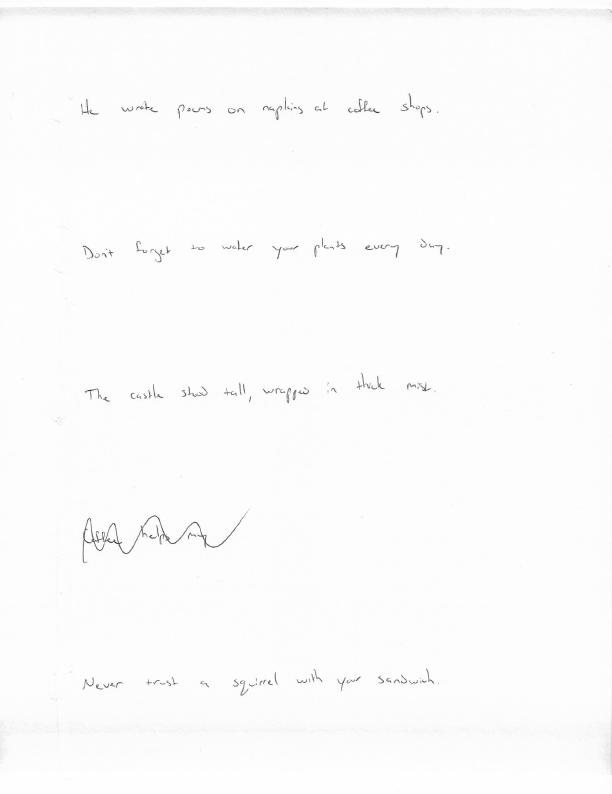 He wrote poems on napkins at coffee shops.
Don't forget to water your plants every day.
The castle stood tall, wrapped in thick mist.
Never trust a squirrel with your sandwich.